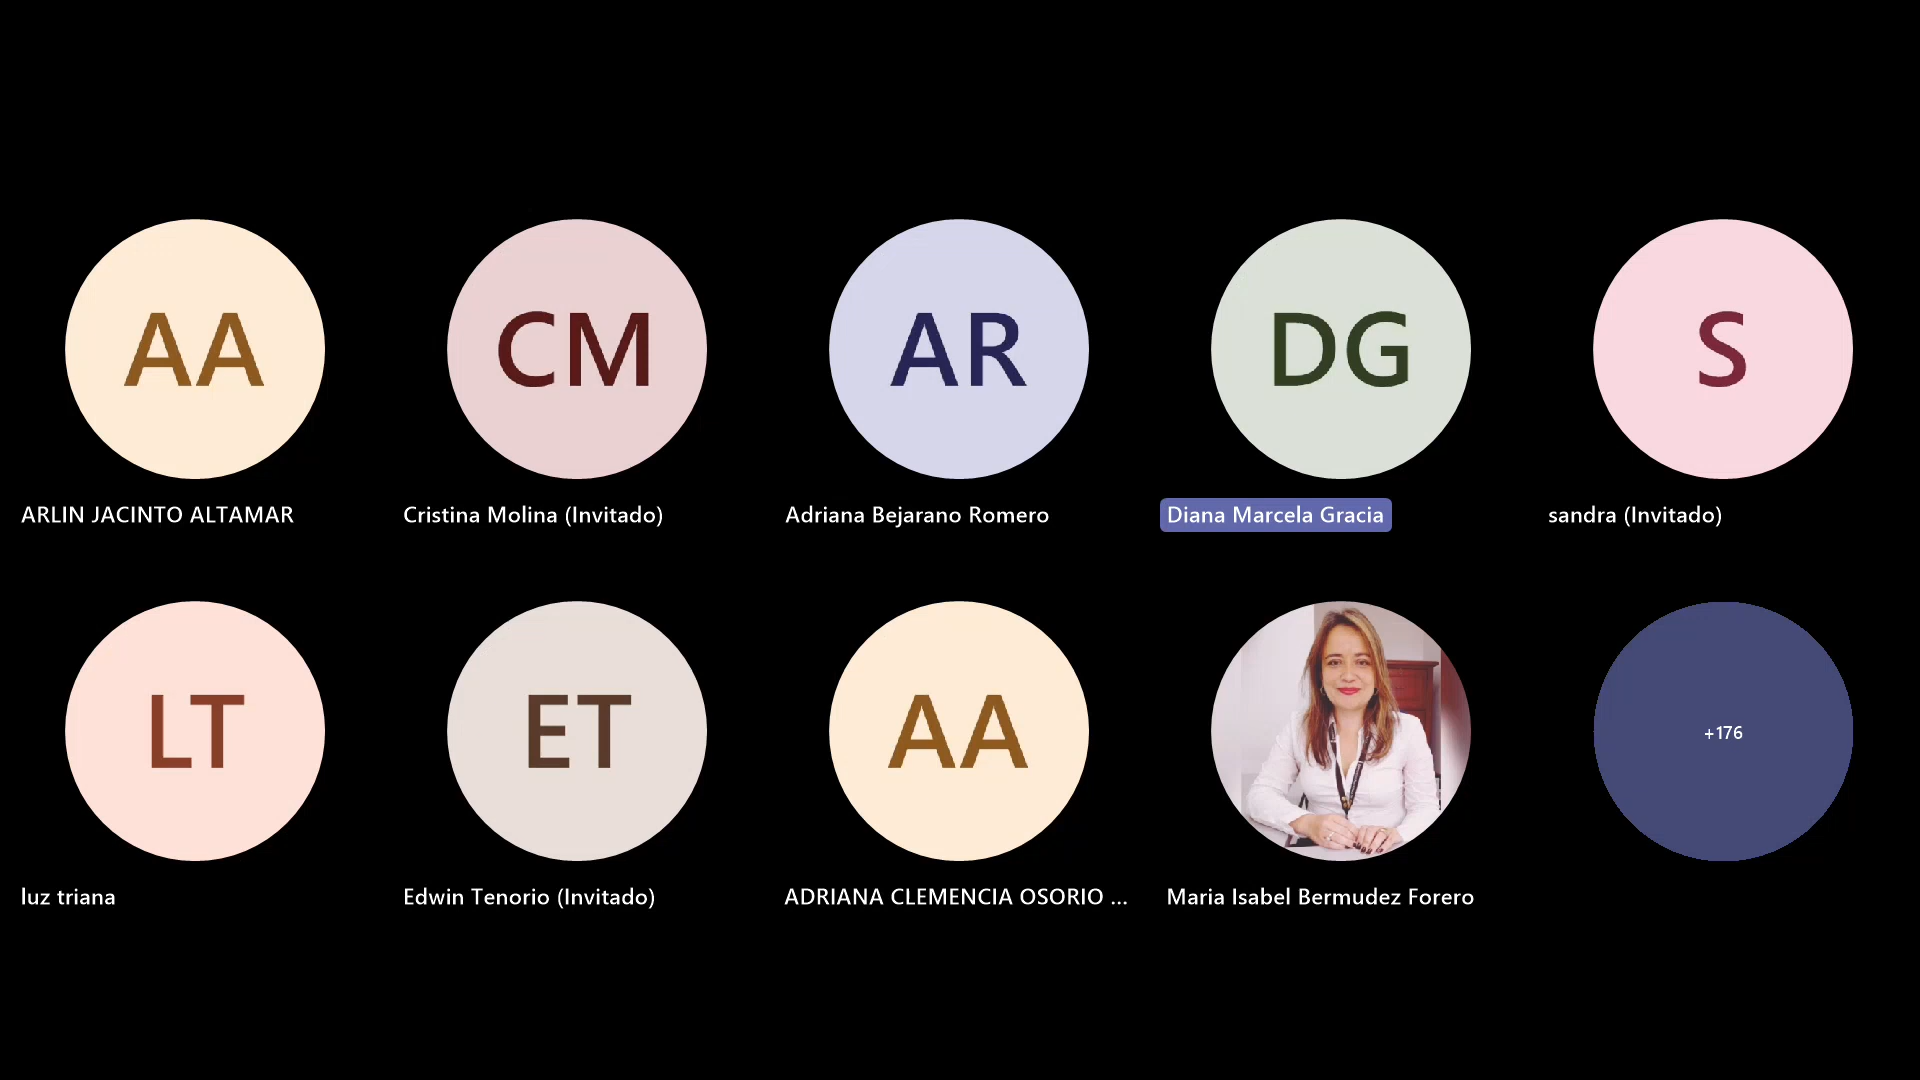 AA
CM
AR
DG
S
ARLIN JACINTO ALTAMAR
Cristina Molina (Invitado)
Adriana Bejarano Romero
Diana Marcela Gracia
sandra (Invitado)
LT
ET
AA
+176
luz triana
Edwin Tenorio (Invitado)
ADRIANA CLEMENCIA OSORIO ...
Maria Isabel Bermudez Forero